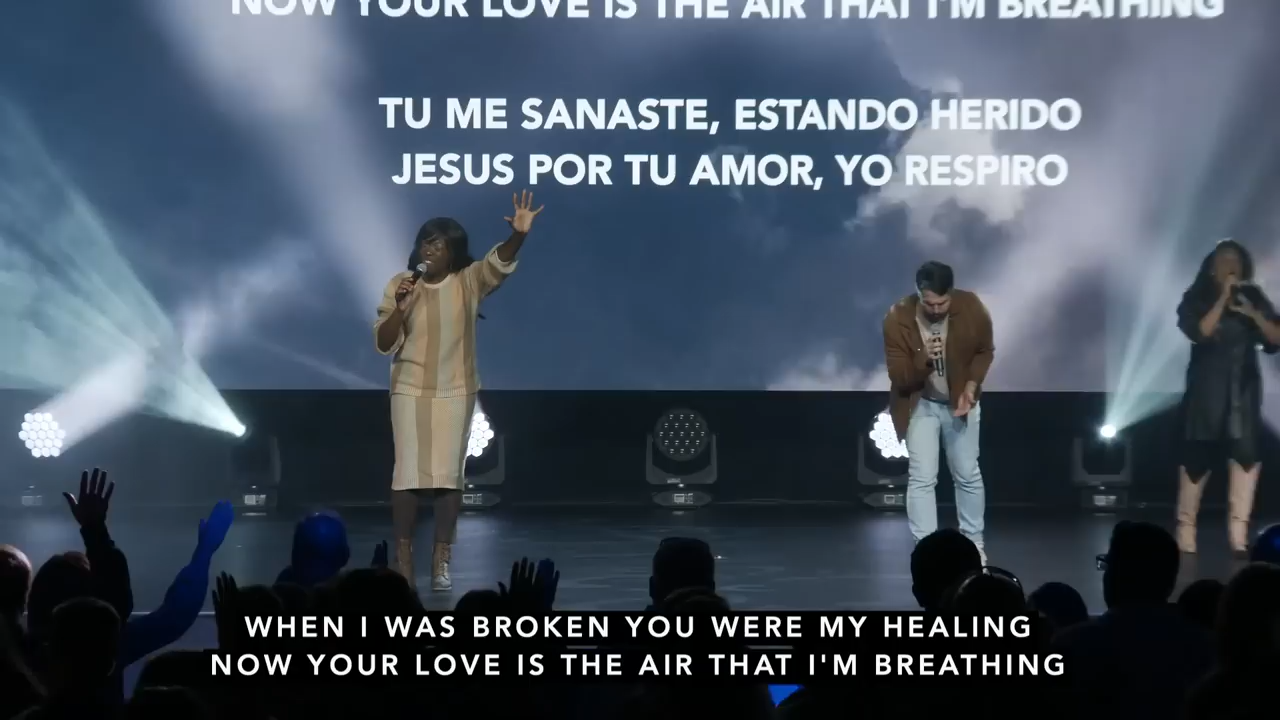 NOW YOUR LOVE IS THE AIR THAT I'M BREATHING
TU ME SANASTE, ESTANDO HERIDO
JESUS POR TU AMOR, YO RESPIRO
WHEN I WAS BROKEN YOU WERE MY HEALING
NOW YOUR LOVE IS THE AIR THAT I'M BREATHING